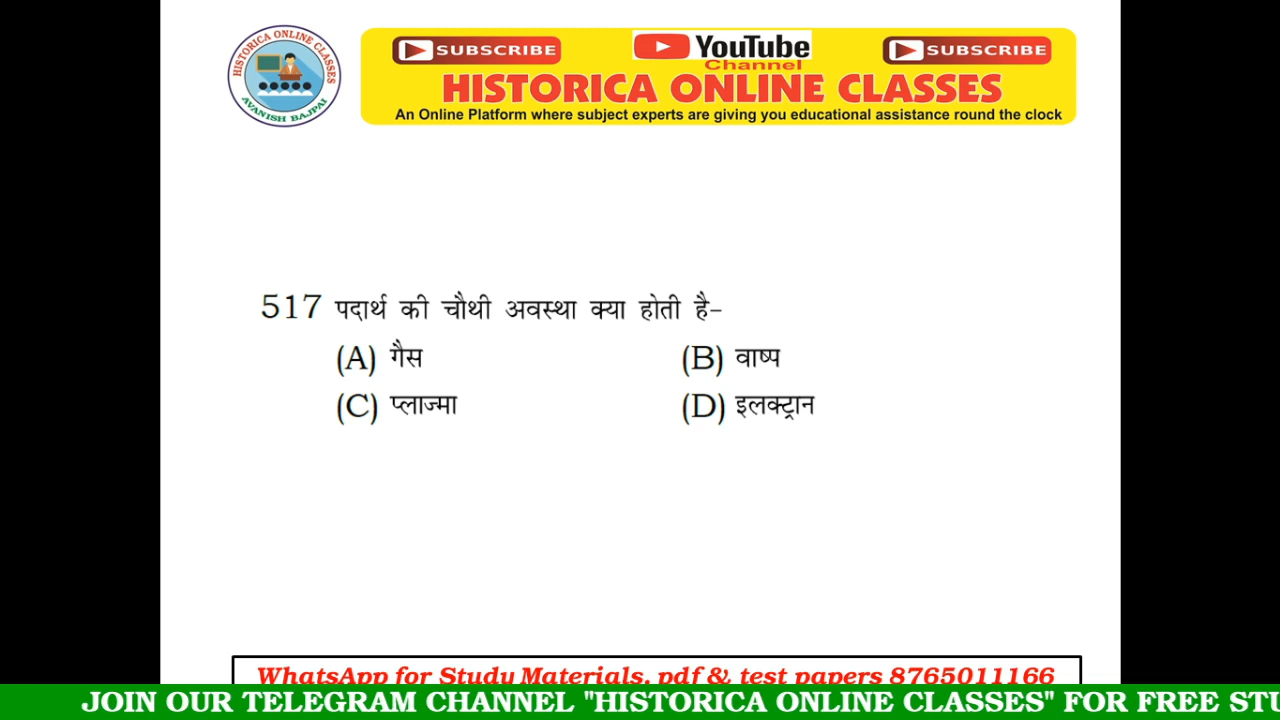 HISTORICA ONLINE CLASSES
AVANISH BAJPAI
SUBSCRIBE
YouTube
Channel
SUBSCRIBE
HISTORICA ONLINE CLASSES
An Online Platform where subject experts are giving you educational assistance round the clock
517 पदार्थ की चौथी अवस्था क्या होती है-
(A) गैस (B) वाष्प
(C) प्लाज्मा (D) इलक्ट्रान
WhatsApp for Study Materials, pdf & test papers 8765011166
JOIN OUR TELEGRAM CHANNEL "HISTORICA ONLINE CLASSES" FOR FREE STU